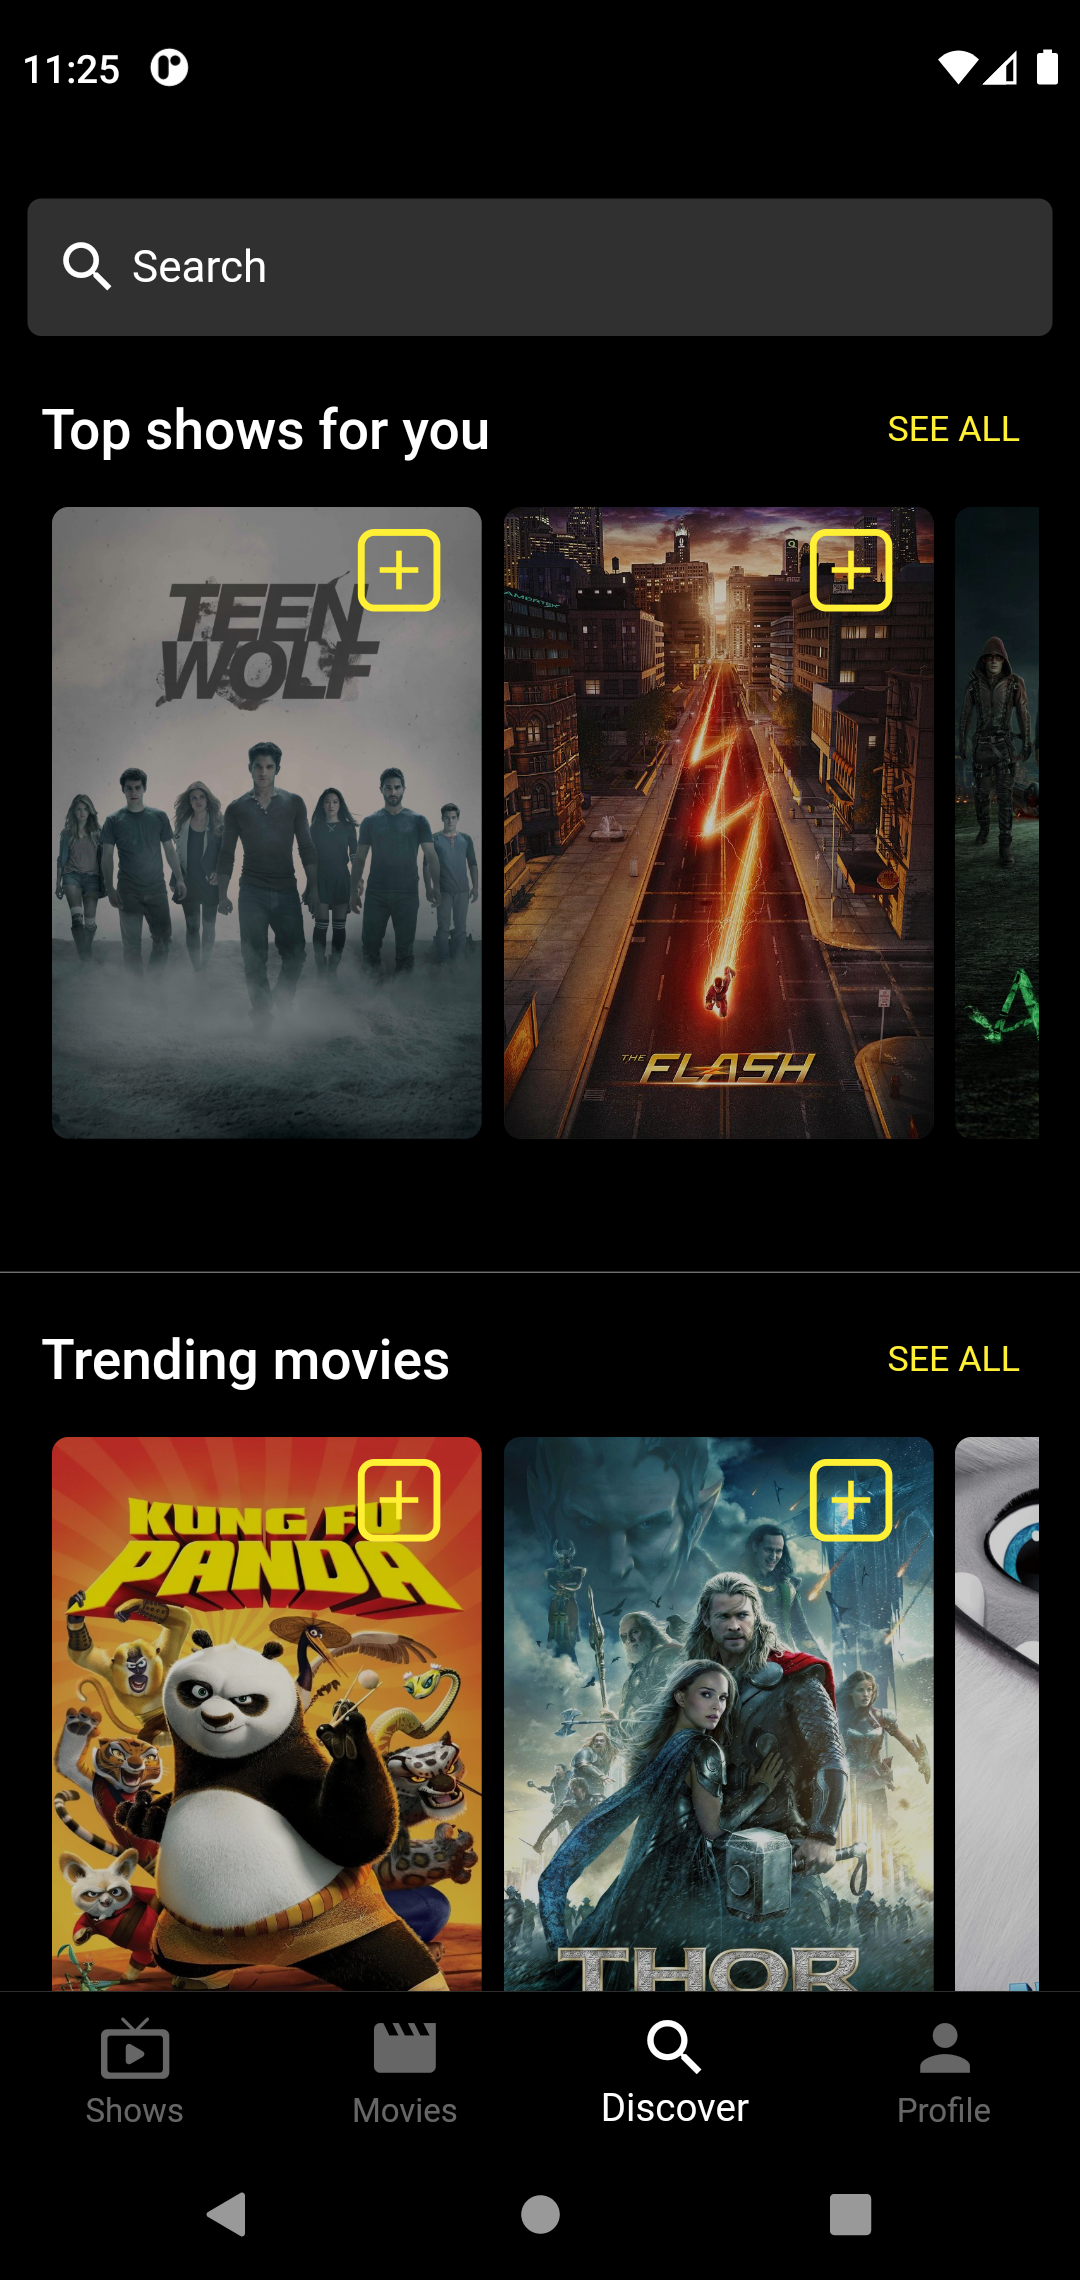 11:25
Search
Top shows for you
SEE ALL
TEEN
WOLF
THE FLASH
Trending movies
SEE ALL
KUNG FU
PANDA
THOR
Shows
Movies
Discover
Profile